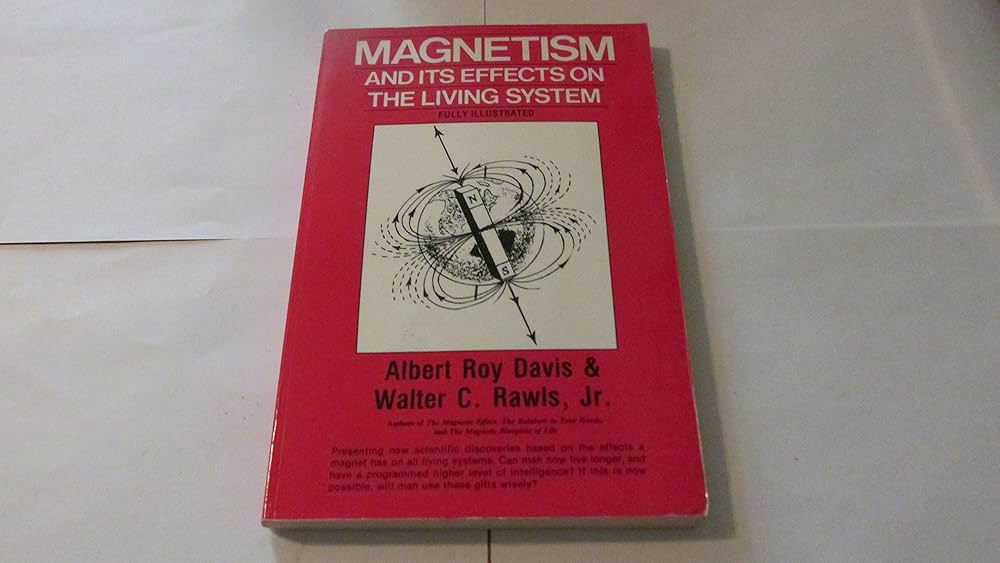 MAGNETISM
AND ITS EFFECTS ON
THE LIVING SYSTEM
FULLY ILLUSTRATED
N
S
Albert Roy Davis &
Walter C. Rawls, Jr.
Authors of The Magnetic Effect, The Rainbow in Your Hands,
and The Magnetic Blueprint of Life
Presenting new scientific discoveries based on the effects a
magnet has on all living systems. Can man now live longer, and
have a programmed higher level of intelligence? If this is now
possible, will man use these gifts wisely?